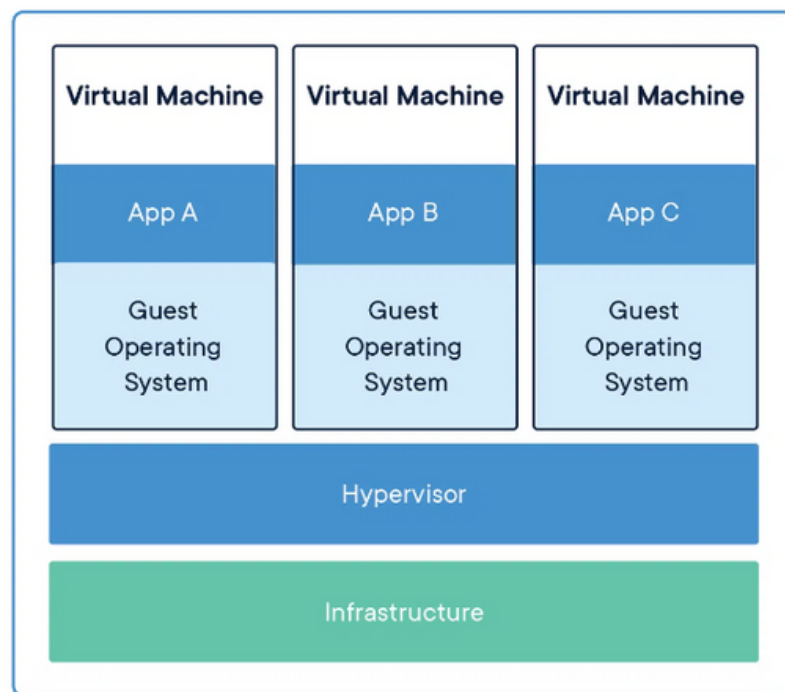 Virtual Machine
Virtual Machine
Virtual Machine
App A
App B
App C
Guest
Operating
System
Guest
Operating
System
Guest
Operating
System
Hypervisor
Infrastructure